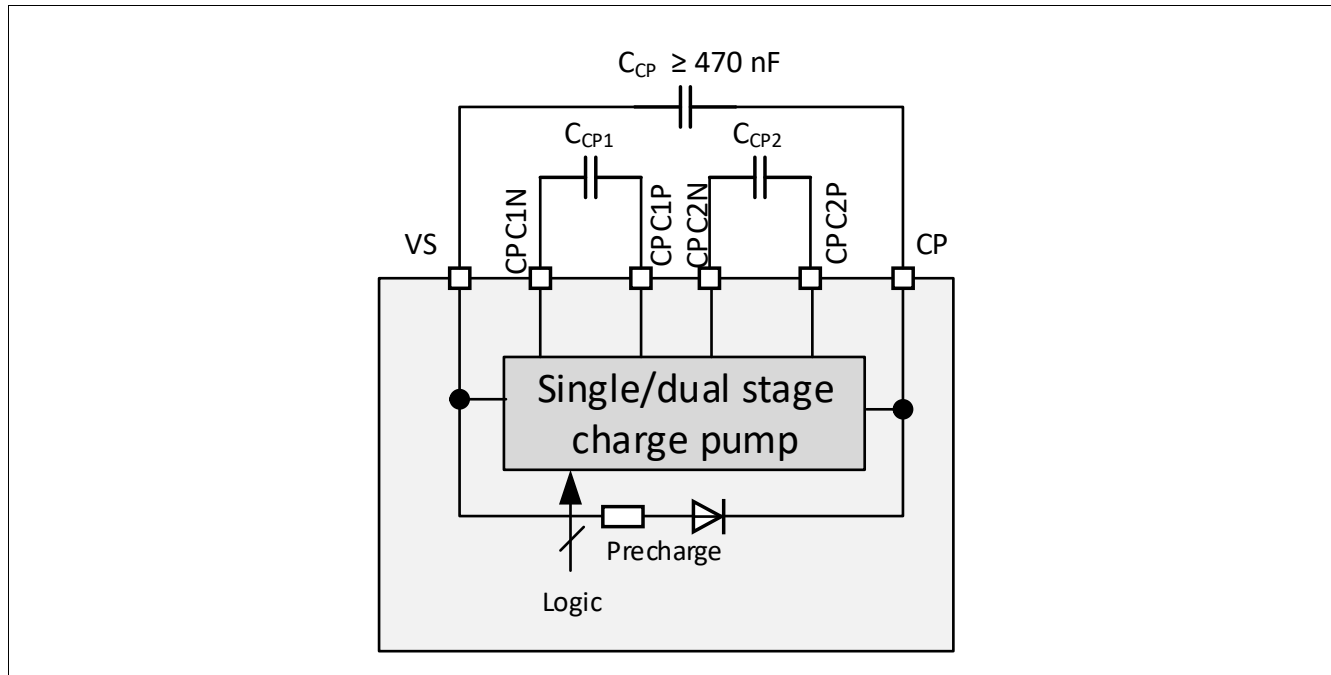 CCP ≥ 470 nF
CCP1
CCP2
VS
CPC1N
CPC1P
CPC2N
CPC2P
CP
Single/dual stage
charge pump
Precharge
Logic